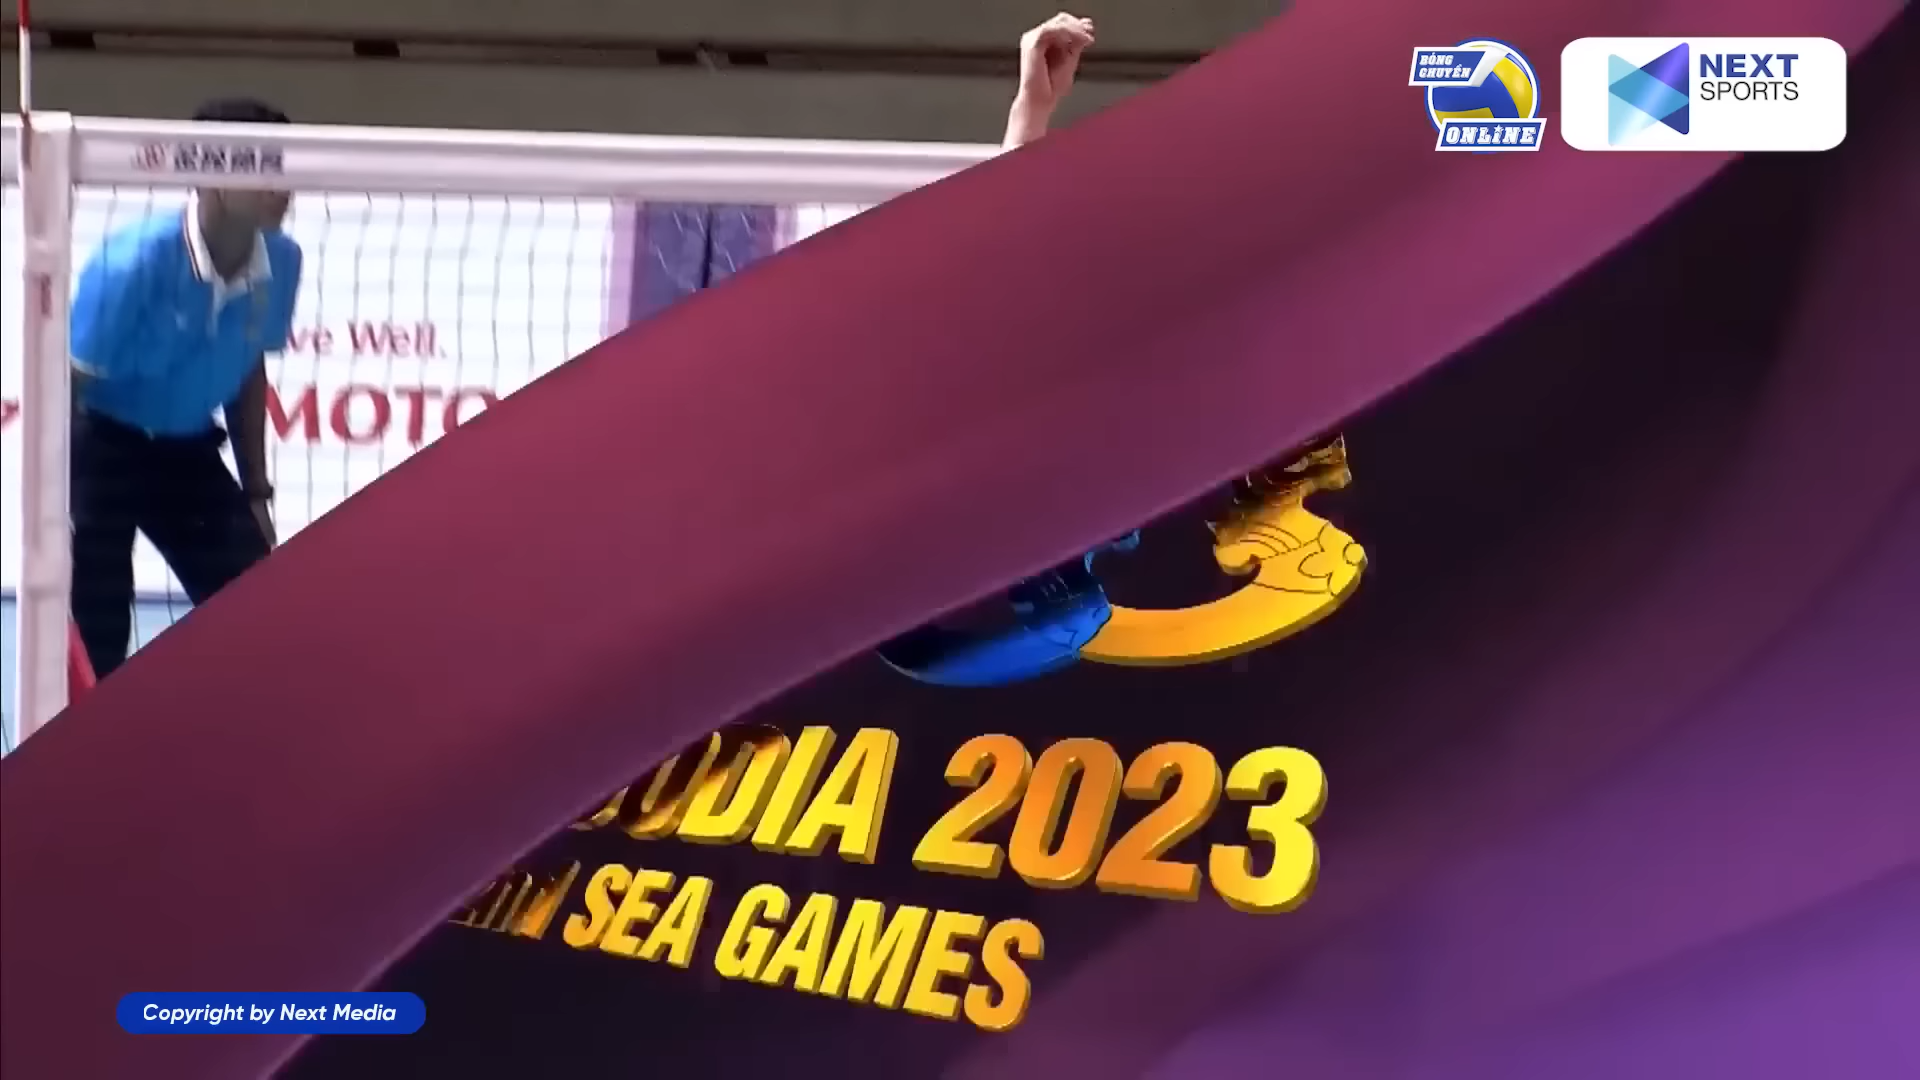 BÓNG
CHUYỀN
ONLINE
NEXT
SPORTS
ve Well.
MOTO
ODIA 2023
SEA GAMES
Copyright by Next Media